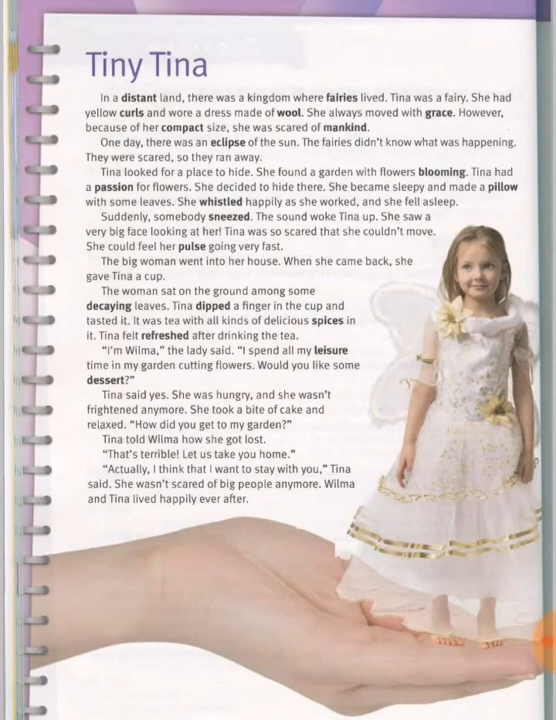 Tiny Tina
In a distant land, there was a kingdom where fairies lived. Tina was a fairy. She had
yellow curls and wore a dress made of wool. She always moved with grace. However,
because of her compact size, she was scared of mankind.
One day, there was an eclipse of the sun. The fairies didn't know what was happening.
They were scared, so they ran away.
Tina looked for a place to hide. She found a garden with flowers blooming. Tina had
a passion for flowers. She decided to hide there. She became sleepy and made a pillow
with some leaves. She whistled happily as she worked, and she fell asleep.
Suddenly, somebody sneezed. The sound woke Tina up. She saw a
very big face looking at her! Tina was so scared that she couldn't move.
She could feel her pulse going very fast.
The big woman went into her house. When she came back, she
gave Tina a cup.
The woman sat on the ground among some
decaying leaves. Tina dipped a finger in the cup and
tasted it. It was tea with all kinds of delicious spices in
it. Tina felt refreshed after drinking the tea.
"I'm Wilma," the lady said. "I spend all my leisure
time in my garden cutting flowers. Would you like some
dessert?"
Tina said yes. She was hungry, and she wasn't
frightened anymore. She took a bite of cake and
relaxed. "How did you get to my garden?"
Tina told Wilma how she got lost.
"That's terrible! Let us take you home."
"Actually, I think that I want to stay with you," Tina
said. She wasn't scared of big people anymore. Wilma
and Tina lived happily ever after.